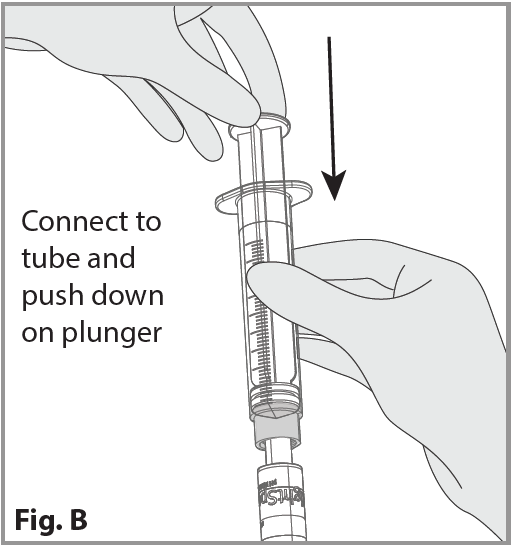 Connect to
tube and
push down
on plunger
Fig. B